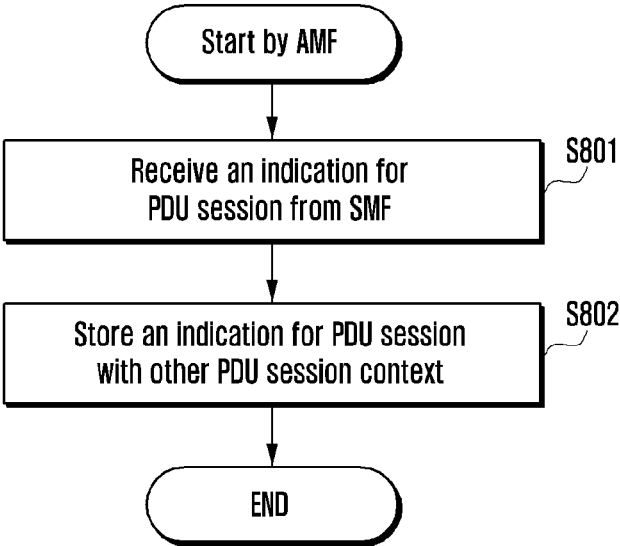 Start by AMF
Receive an indication for
PDU session from SMF
S801
Store an indication for PDU session
with other PDU session context
S802
END